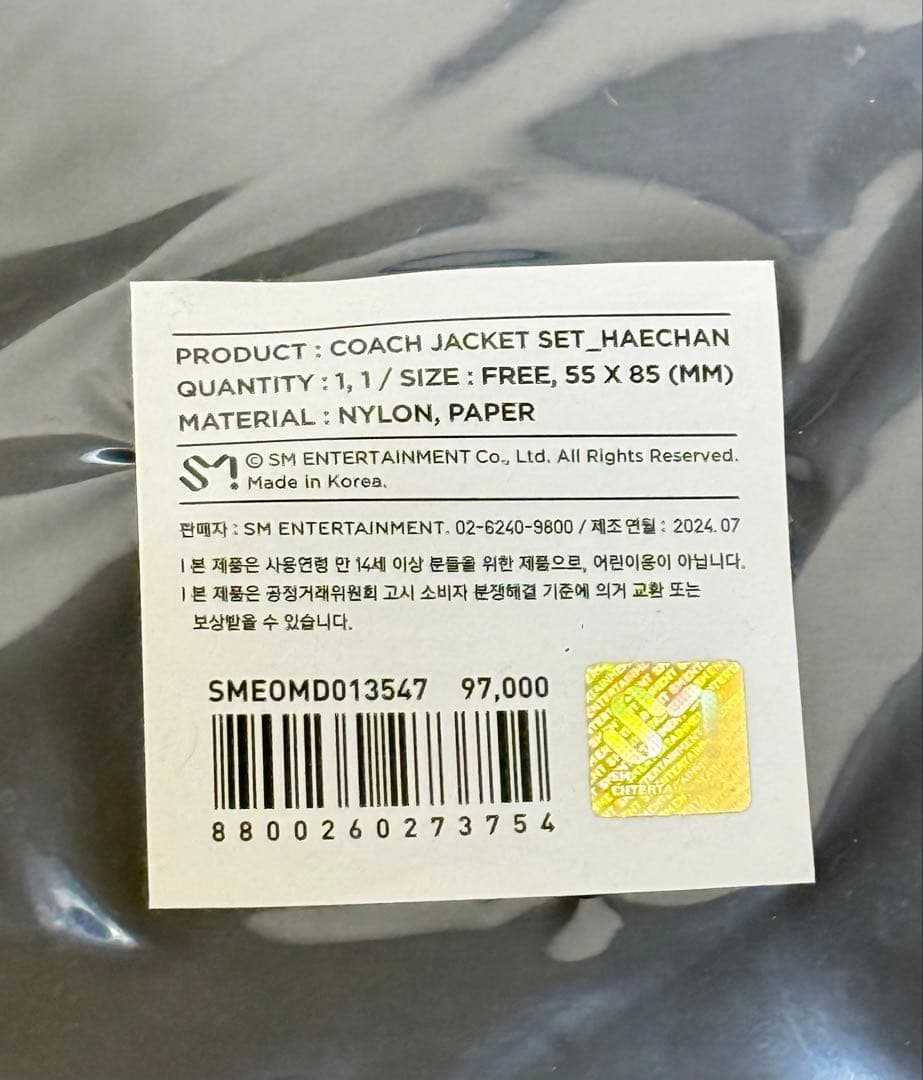 PRODUCT : COACH JACKET SET_HAECHAN
QUANTITY : 1, 1 / SIZE : FREE, 55 X 85 (MM)
MATERIAL : NYLON, PAPER
SM
© SM ENTERTAINMENT Co., Ltd. All Rights Reserved.
Made in Korea.
판매자 : SM ENTERTAINMENT. 02-6240-9800 / 제조연월 : 2024.07
| 본 제품은 사용연령 만 14세 이상 분들을 위한 제품으로, 어린이용이 아닙니다.
| 본 제품은 공정거래위원회 고시 소비자 분쟁해결 기준에 의거 교환 또는
보상받을 수 있습니다.
SMEOMD013547 97,000
8800260273754